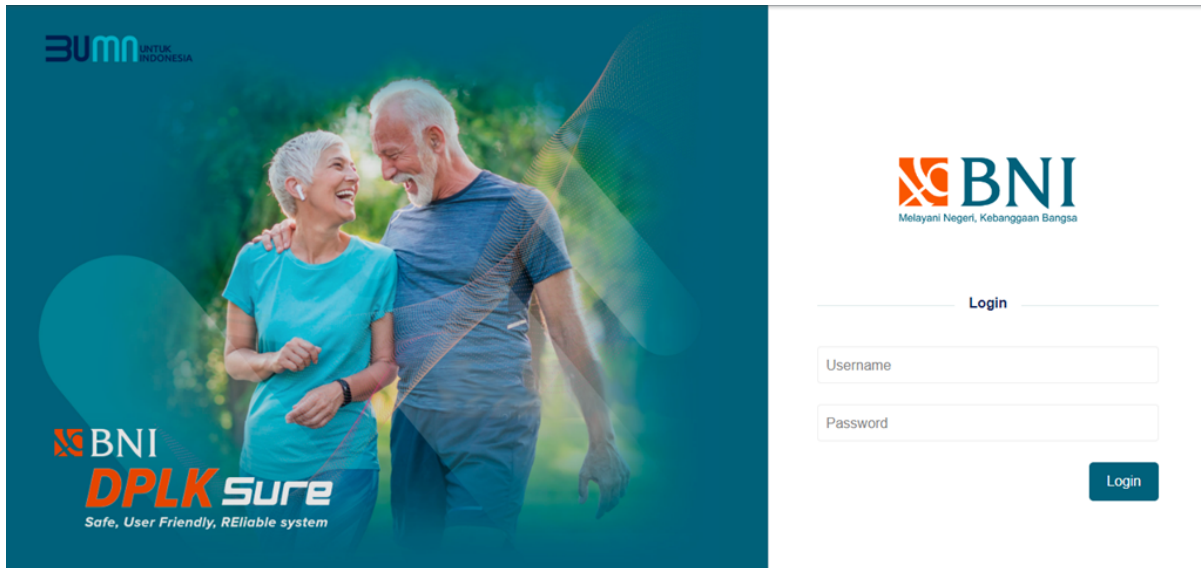 BUMN UNTUK
INDONESIA
BNI
DPLK Sure
Safe, User Friendly, REliable system
BNI
Melayani Negeri, Kebanggaan Bangsa
Login
Username
Password
Login